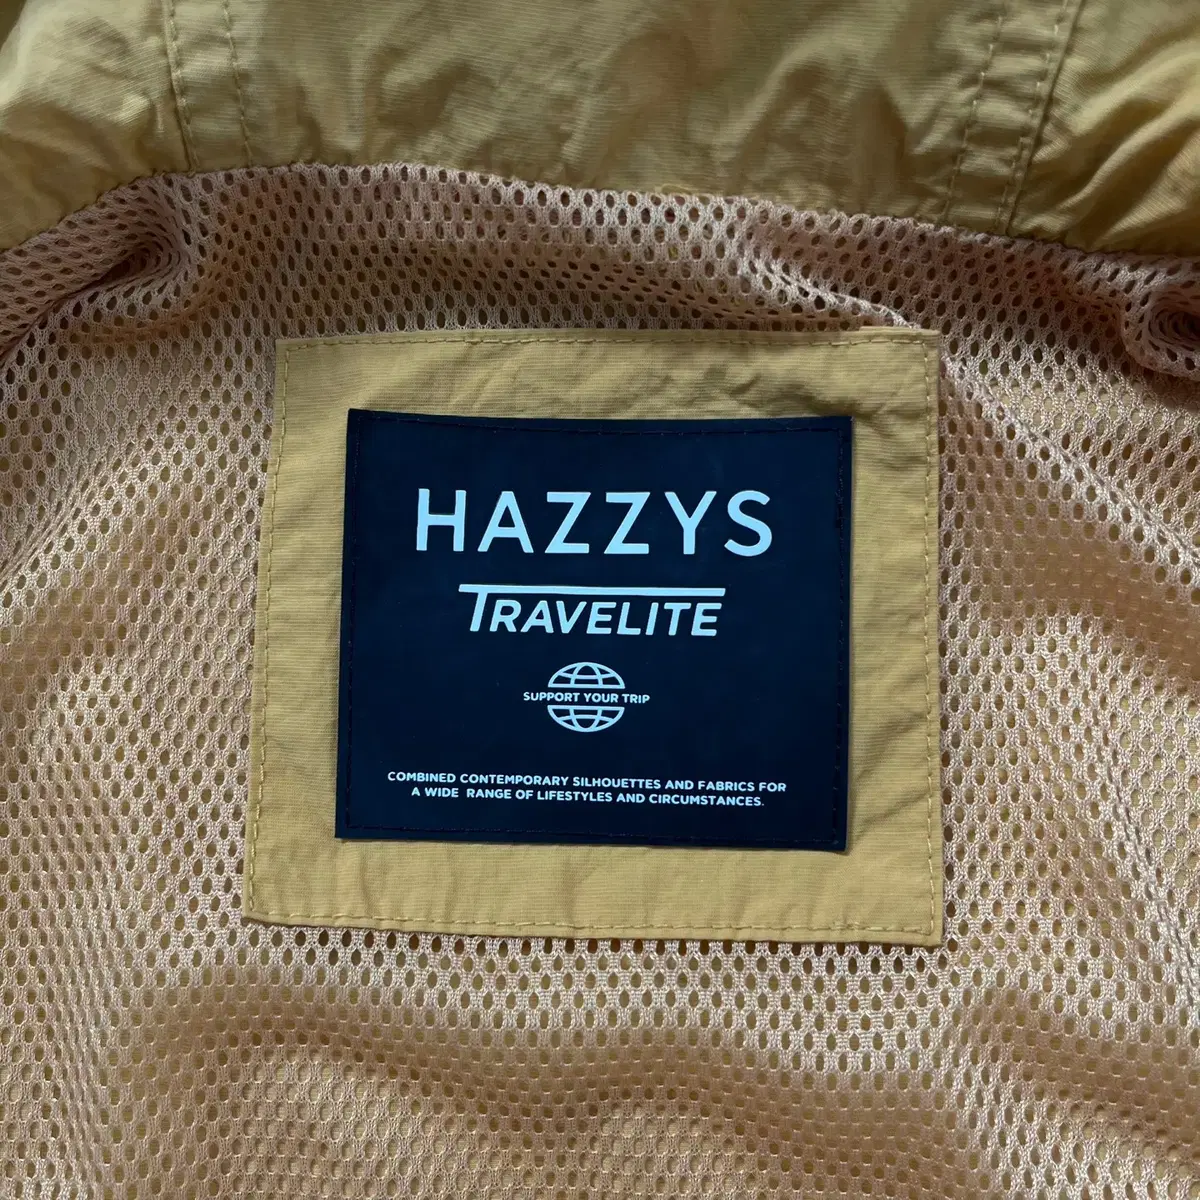 HAZZYS
TRAVELITE
SUPPORT YOUR TRIP
COMBINED CONTEMPORARY SILHOUETTES AND FABRICS FOR
A WIDE RANGE OF LIFESTYLES AND CIRCUMSTANCES.